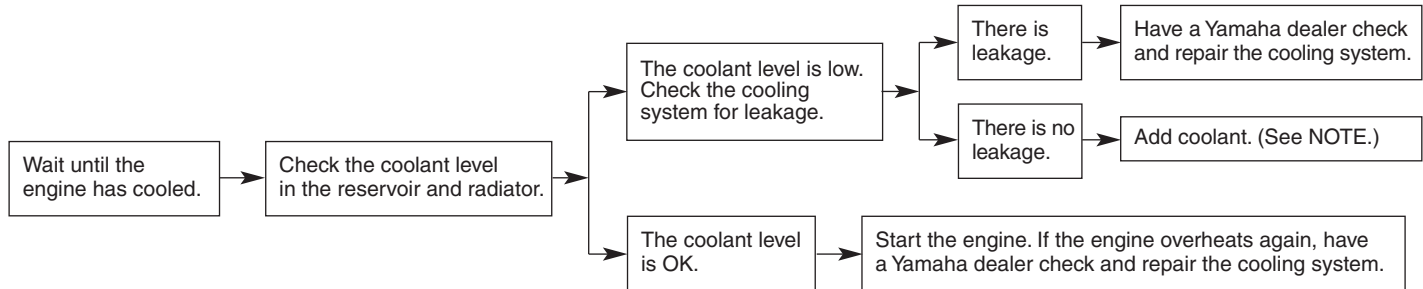 Wait until the
engine has cooled.
Check the coolant level
in the reservoir and radiator.
The coolant level is low.
Check the cooling
system for leakage.
There is
leakage.
Have a Yamaha dealer check
and repair the cooling system.
There is no
leakage.
Add coolant. (See NOTE.)
The coolant level
is OK.
Start the engine. If the engine overheats again, have
a Yamaha dealer check and repair the cooling system.